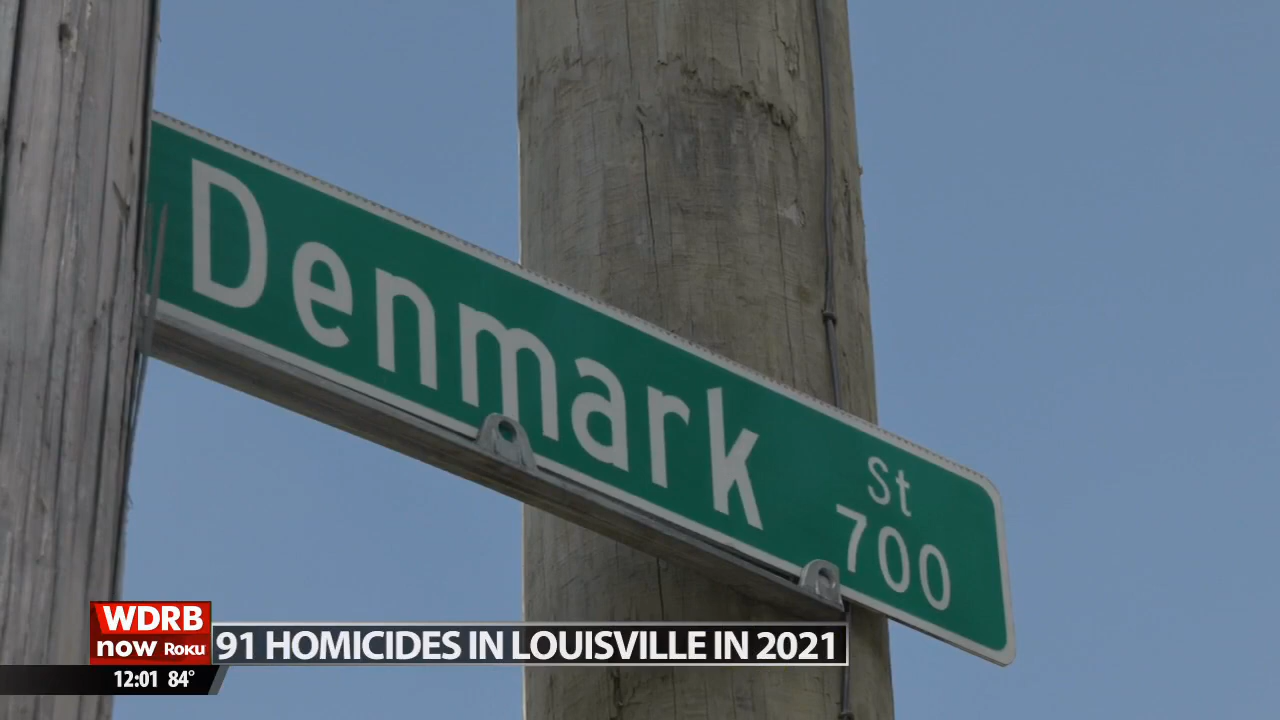 Denmark St
700
WDRB
now Roku
91 HOMICIDES IN LOUISVILLE IN 2021
12:01 84°